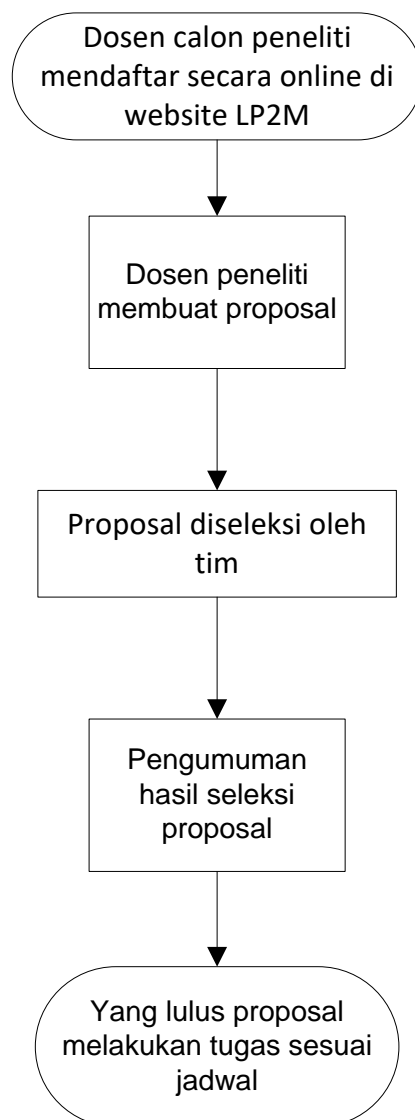 Dosen calon peneliti
mendaftar secara online di
website LP2M
Dosen peneliti
membuat proposal
Proposal diseleksi oleh
tim
Pengumuman
hasil seleksi
proposal
Yang lulus proposal
melakukan tugas sesuai
jadwal